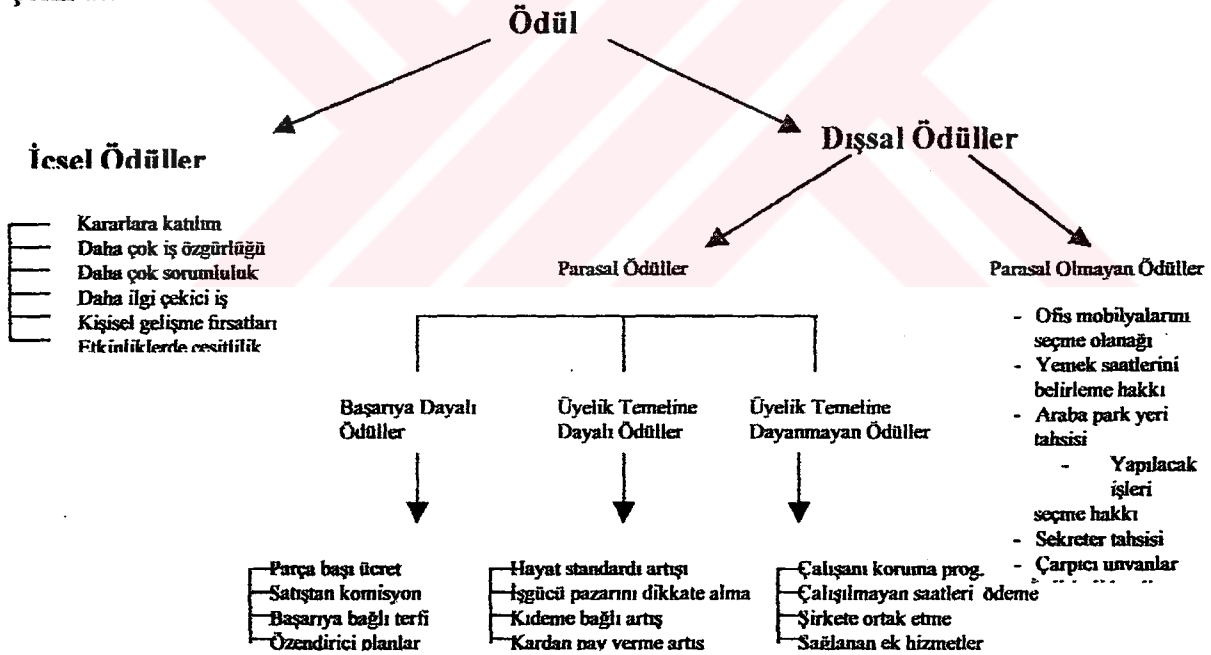 Ödül
İçsel Ödüller
Kararlara katılım
Daha çok iş özgürlüğü
Daha çok sorumluluk
Daha ilgi çekici iş
Kişisel gelişme fırsatları
Etkinliklerde çeşitlilik
Dışsal Ödüller
Parasal Ödüller
Başarıya Dayalı
Ödüller
Parça başı ücret
Satıştan komisyon
Başarıya bağlı terfi
Özendirici planlar
Üyelik Temeline
Dayalı Ödüller
Hayat standardı artışı
İşgücü pazarını dikkate alma
Kıdeme bağlı artış
Kardan pay verme artış
Üyelik Temeline
Dayanmayan Ödüller
Çalışanı koruma prog.
Çalışılmayan saatleri ödeme
Şirkete ortak etme
Sağlanan ek hizmetler
Parasal Olmayan Ödüller
- Ofis mobilyalarını
seçme olanağı
- Yemek saatlerini
belirleme hakkı
- Araba park yeri
tahsisi
- Yapılacak
işleri
seçme hakkı
- Sekreter tahsisi
- Çarpıcı unvanlar